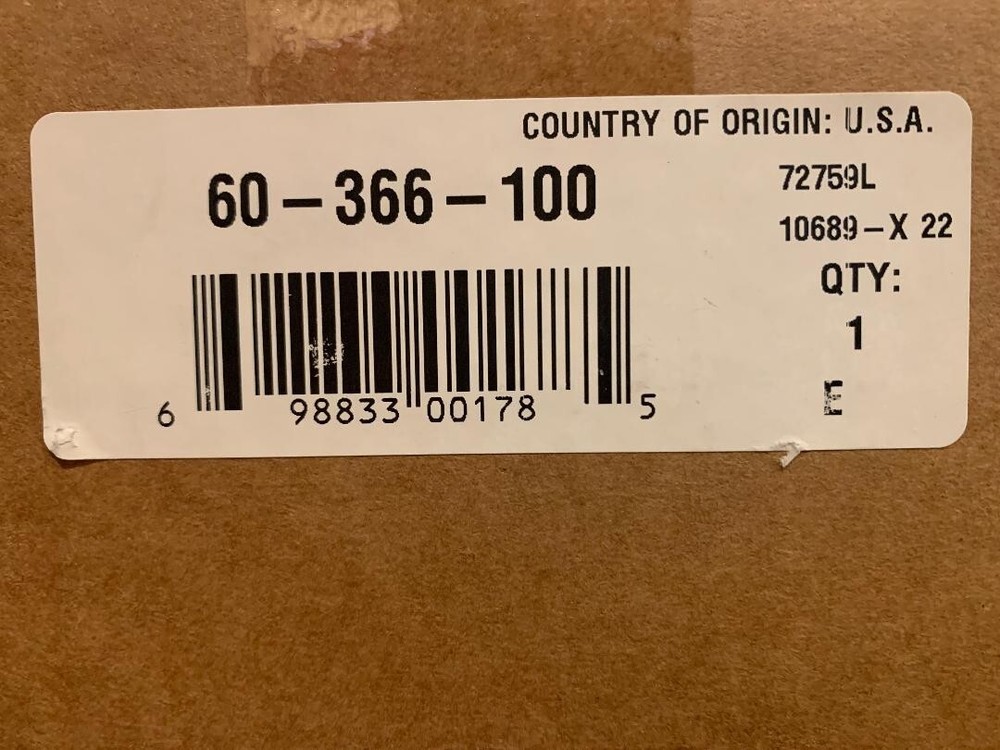 COUNTRY OF ORIGIN: U.S.A.
60-366-100
72759L
10689-X 22
QTY:
1
E
6 98833 00178 5